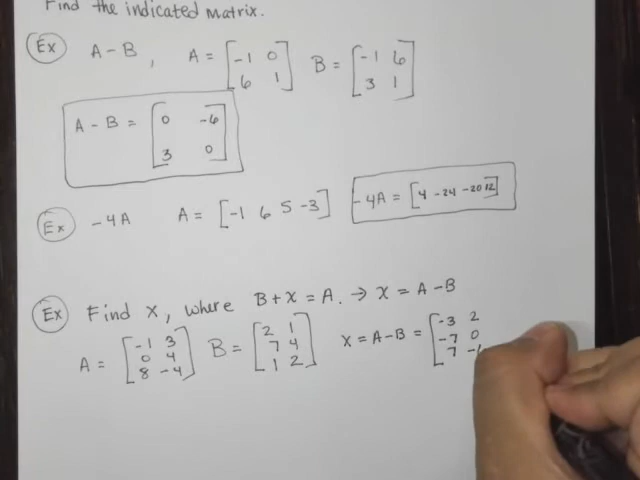 Find the indicated matrix.
Ex A - B , A = [-1 0 B = [-1 6
6 1] 3 1]
A - B = [0 -6
3 0]
Ex -4A A = [-1 6 5 -3] -4A = [4 -24 -20 12]
Ex Find X, where B + X = A. → X = A - B
A = [-1 3 B = [2 1 X = A - B = [-3 2
0 4 7 4 -7 0
8 -4] 1 2] 7 -